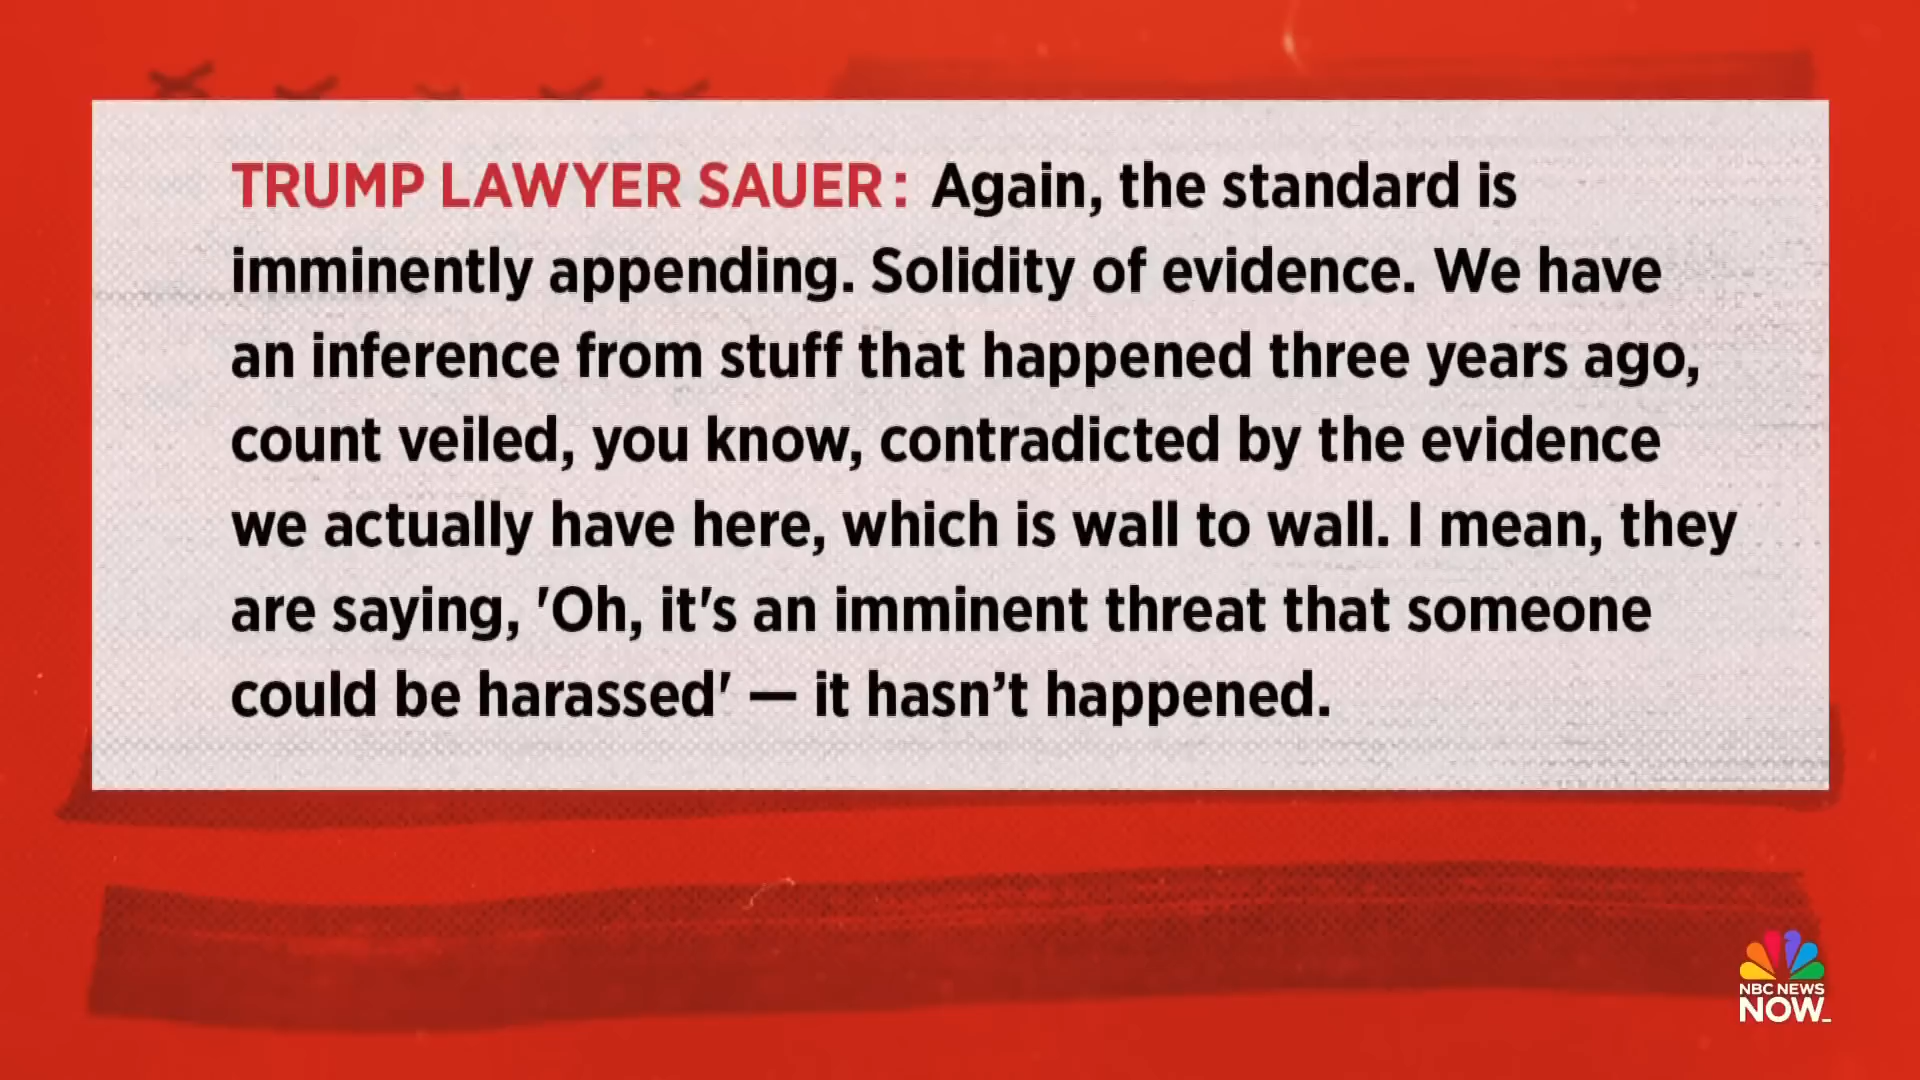 TRUMP LAWYER SAUER: Again, the standard is
imminently appending. Solidity of evidence. We have
an inference from stuff that happened three years ago,
count veiled, you know, contradicted by the evidence
we actually have here, which is wall to wall. I mean, they
are saying, 'Oh, it's an imminent threat that someone
could be harassed' — it hasn’t happened.
NBC NEWS
NOW_